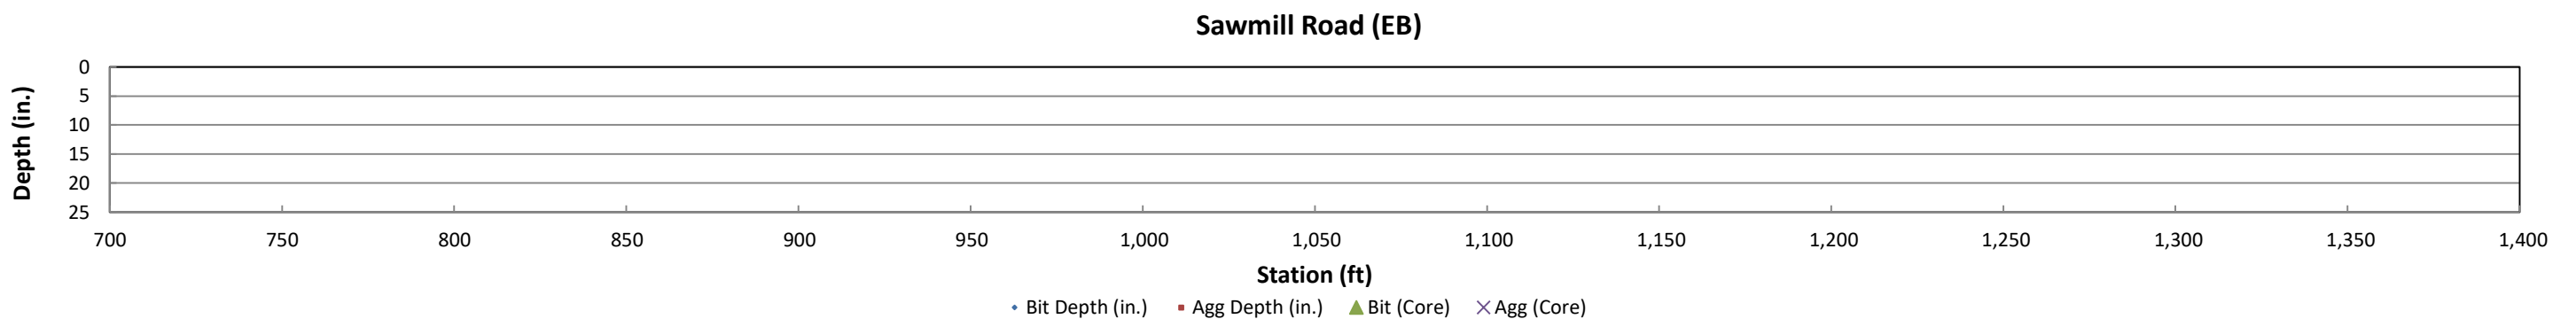 Sawmill Road (EB)
Depth (in.)
0
5
10
15
20
25
700 750 800 850 900 950 1,000 1,050 1,100 1,150 1,200 1,250 1,300 1,350 1,400
Station (ft)
Bit Depth (in.) Agg Depth (in.) Bit (Core) Agg (Core)